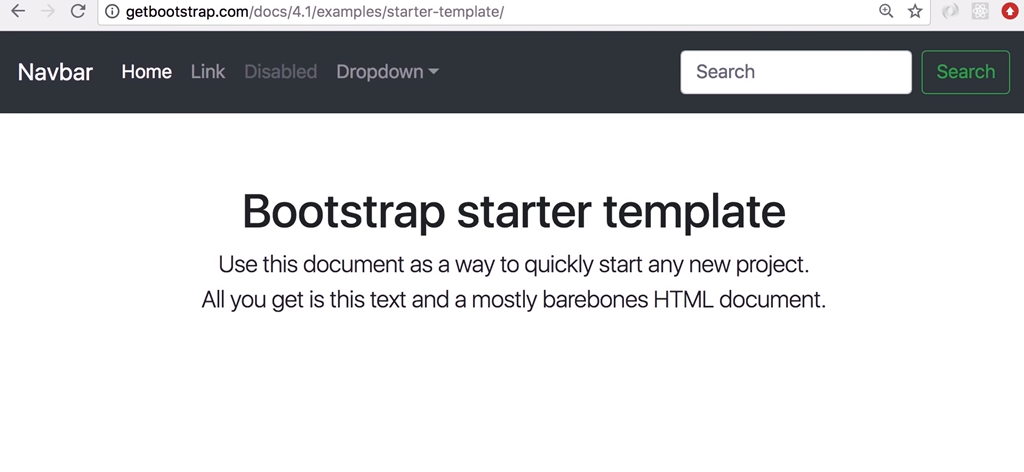 getbootstrap.com/docs/4.1/examples/starter-template/
Navbar Home Link Disabled Dropdown Search Search
Bootstrap starter template
Use this document as a way to quickly start any new project.
All you get is this text and a mostly barebones HTML document.